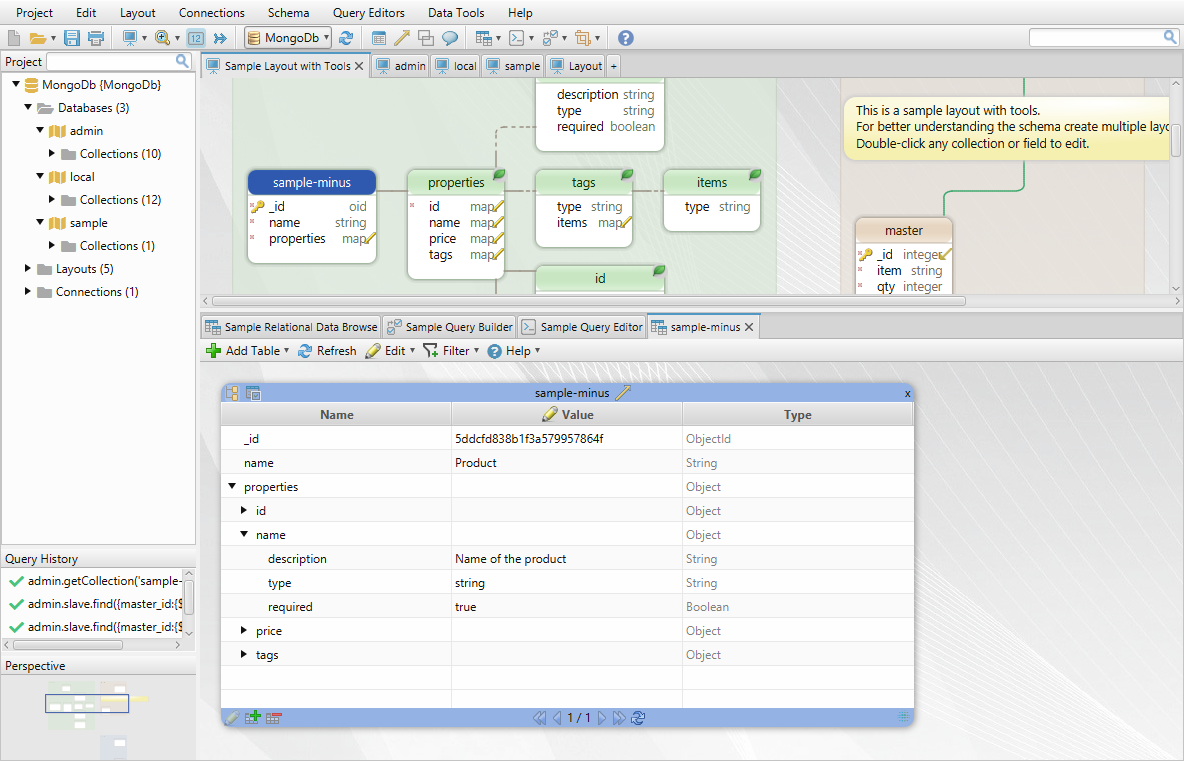 Project Edit Layout Connections Schema Query Editors Data Tools Help
12 MongoDb ?
Project
MongoDb {MongoDb}
Databases (3)
admin
Collections (10)
local
Collections (12)
sample
Collections (1)
Layouts (5)
Connections (1)
Query History
admin.getCollection('sample-
admin.slave.find({master_id:{$
admin.slave.find({master_id:{$
Perspective
Sample Layout with Tools admin local sample Layout +
description string
type string
required boolean
sample-minus
_id oid
name string
properties map
properties
id map
name map
price map
tags map
tags
type string
items map
items
type string
id
This is a sample layout with tools.
For better understanding the schema create multiple layo
Double-click any collection or field to edit.
master
_id integer
item string
qty integer
Sample Relational Data Browse Sample Query Builder Sample Query Editor sample-minus
Add Table Refresh Edit Filter ? Help
sample-minus x
Name Value Type
_id 5ddcfd838b1f3a579957864f ObjectId
name Product String
properties Object
id Object
name Object
description Name of the product String
type string String
required true Boolean
price Object
tags Object
1 / 1